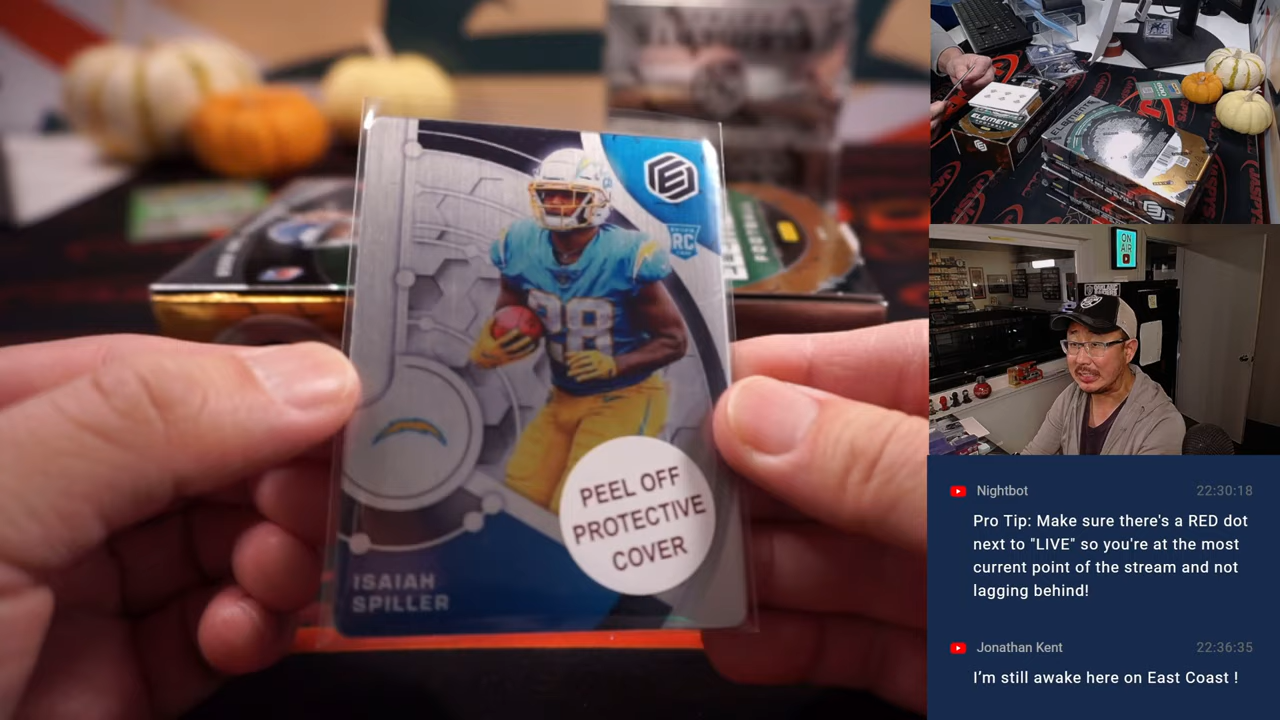 RC
28
PEEL OFF
PROTECTIVE
COVER
ISAIAH
SPILLER
ELEMENTS
ELEMENTS
ON
AIR
Nightbot 22:30:18
Pro Tip: Make sure there's a RED dot
next to "LIVE" so you're at the most
current point of the stream and not
lagging behind!
Jonathan Kent 22:36:35
I'm still awake here on East Coast !